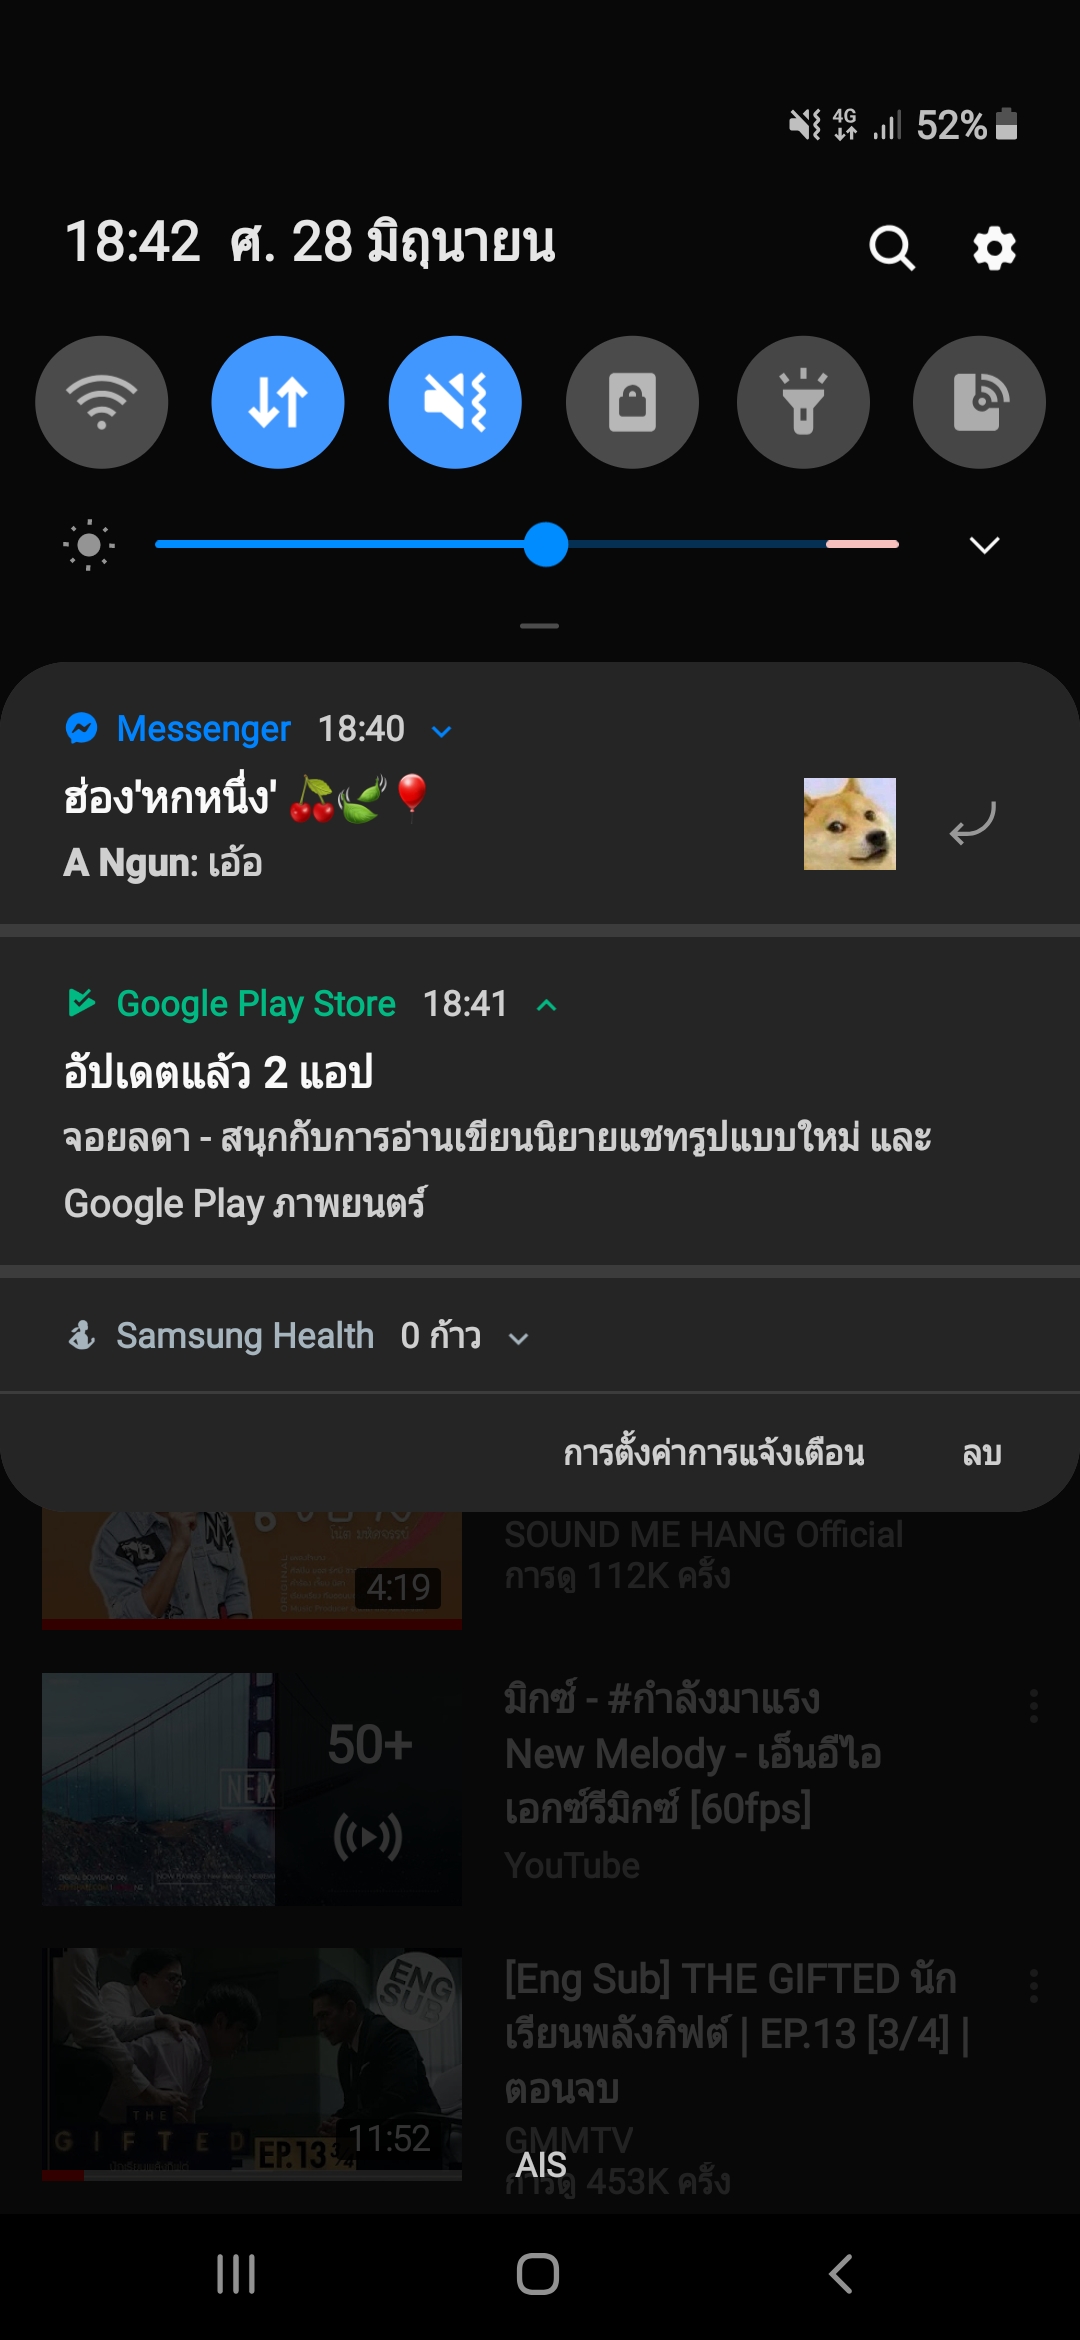 4G 52%
18:42 ศ. 28 มิถุนายน
Messenger 18:40
ฮ่อง'หกหนึ่ง' 🍒🍃🎈
A Ngun: เอ้อ
Google Play Store 18:41
อัปเดตแล้ว 2 แอป
จอยลดา - สนุกกับการอ่านเขียนนิยายแชทรูปแบบใหม่ และ
Google Play ภาพยนตร์
Samsung Health 0 ก้าว
การตั้งค่าการแจ้งเตือน ลบ
4:19
SOUND ME HANG Official
การดู 112K ครั้ง
50+
NEiX
มิกซ์ - #กำลังมาแรง
New Melody - เอ็นอีไอ
เอกซ์รีมิกซ์ [60fps]
YouTube
ENG
SUB
THE
GIFTED
EP.13 3/4
11:52
[Eng Sub] THE GIFTED นัก
เรียนพลังกิฟต์ | EP.13 [3/4] |
ตอนจบ
GMMTV
การดู 453K ครั้ง
AIS